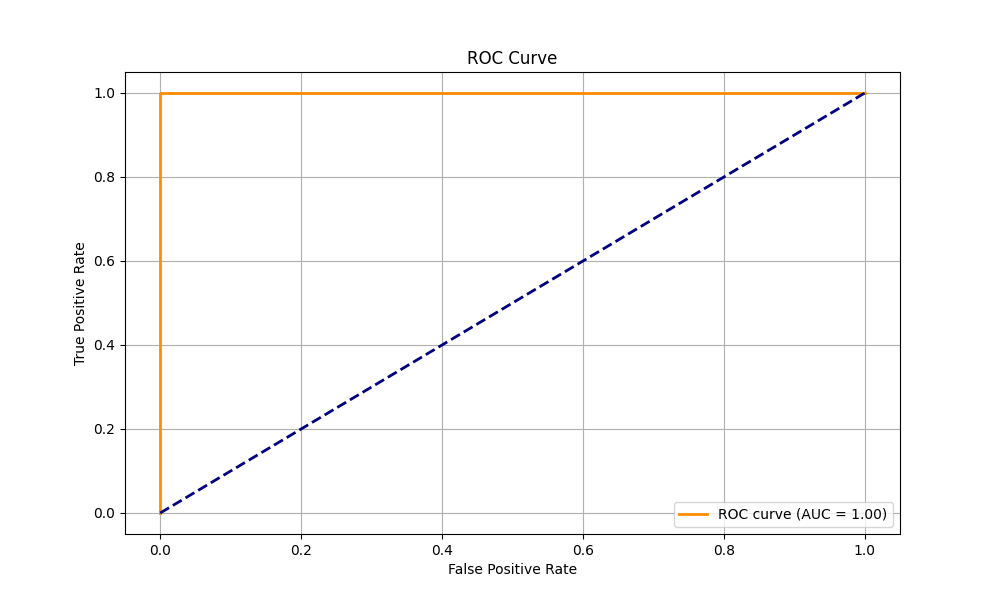 ROC Curve
True Positive Rate
1.0
0.8
0.6
0.4
0.2
0.0
ROC curve (AUC = 1.00)
0.0 0.2 0.4 0.6 0.8 1.0
False Positive Rate